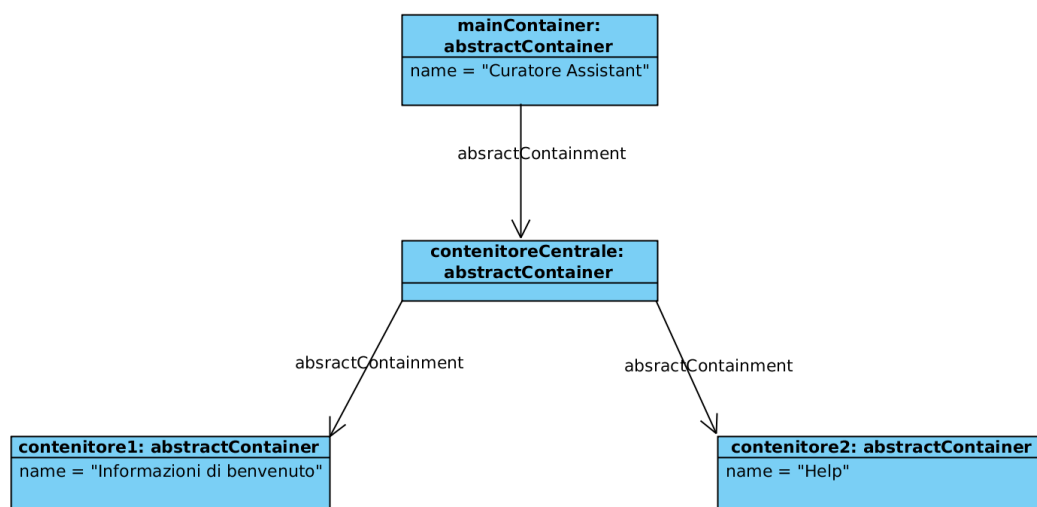 mainContainer:
abstractContainer
name = "Curatore Assistant"
absractContainment
contenitoreCentrale:
abstractContainer
absractContainment
absractContainment
contenitore1: abstractContainer
name = "Informazioni di benvenuto"
contenitore2: abstractContainer
name = "Help"